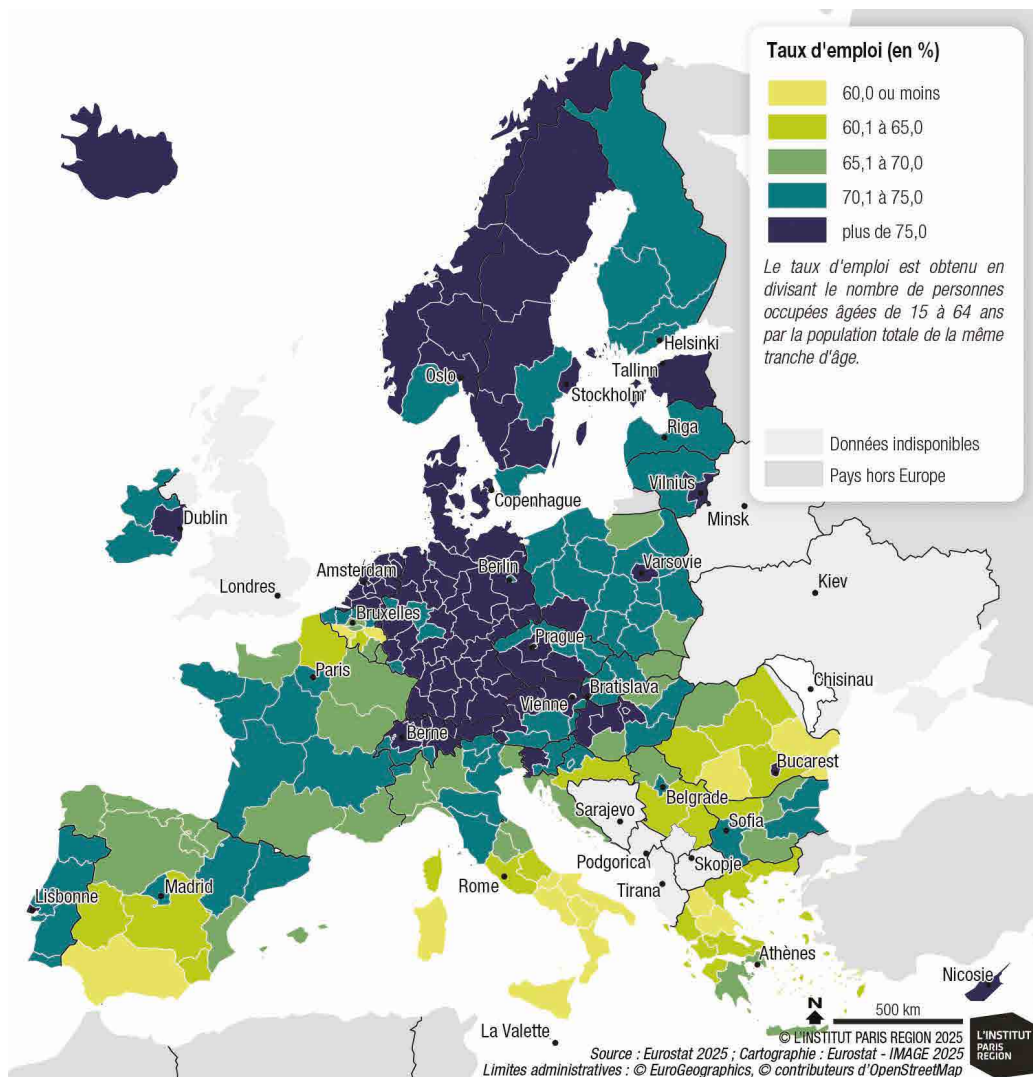 Taux d'emploi (en %)
60,0 ou moins
60,1 à 65,0
65,1 à 70,0
70,1 à 75,0
plus de 75,0
Le taux d'emploi est obtenu en
divisant le nombre de personnes
occupées âgées de 15 à 64 ans
par la population totale de la même
tranche d'âge.
Données indisponibles
Pays hors Europe
Helsinki
Oslo
Tallinn
Stockholm
Riga
Vilnius
Copenhague
Minsk
Dublin
Amsterdam
Berlin
Varsovie
Londres
Kiev
Bruxelles
Prague
Paris
Chisinau
Bratislava
Vienne
Berne
Bucarest
Belgrade
Sarajevo
Sofia
Podgorica
Skopje
Madrid
Rome
Tirana
Lisbonne
Athènes
Nicosie
La Valette
N
500 km
© L'INSTITUT PARIS REGION 2025
Source : Eurostat 2025 ; Cartographie : Eurostat - IMAGE 2025
Limites administratives : © EuroGeographics, © contributeurs d'OpenStreetMap
L'INSTITUT
PARIS
REGION